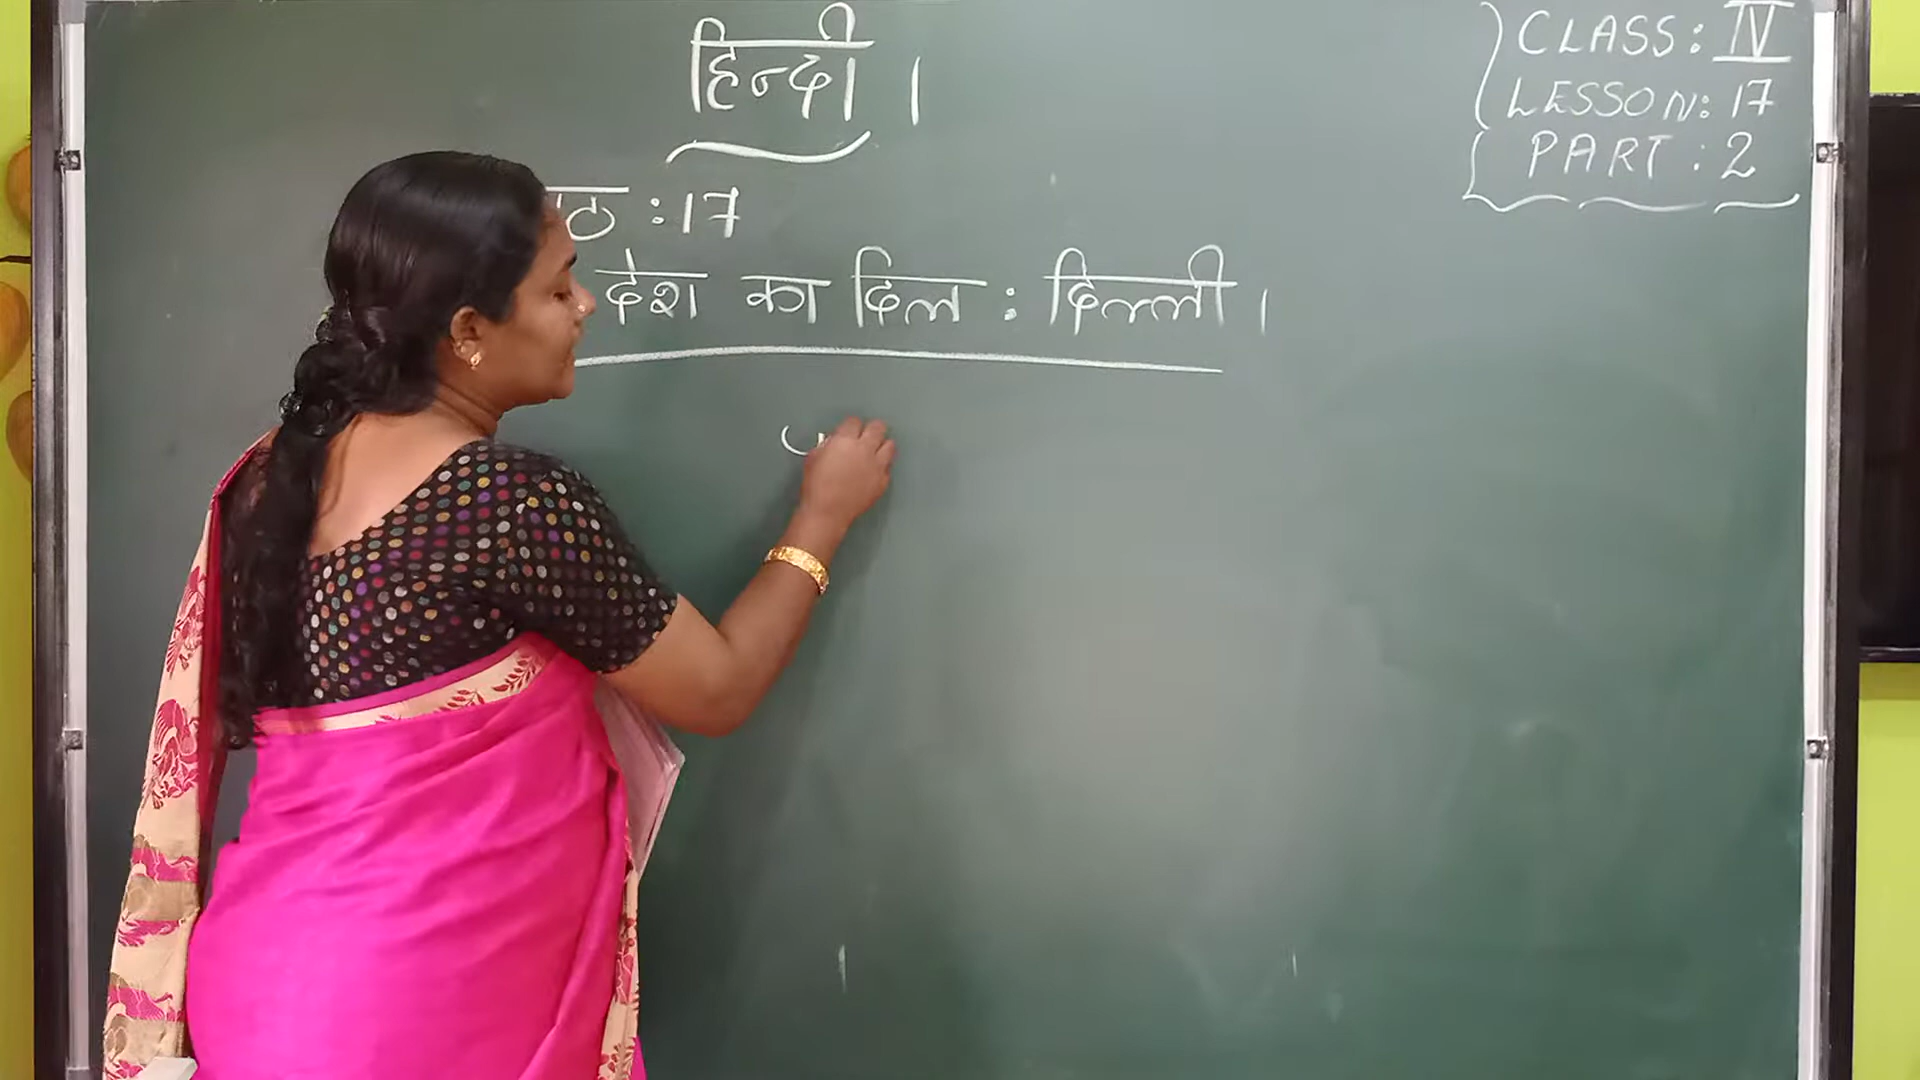 हिन्दी ।
CLASS: IV
LESSON: 17
PART: 2
: 17
देश का दिल : दिल्ली ।